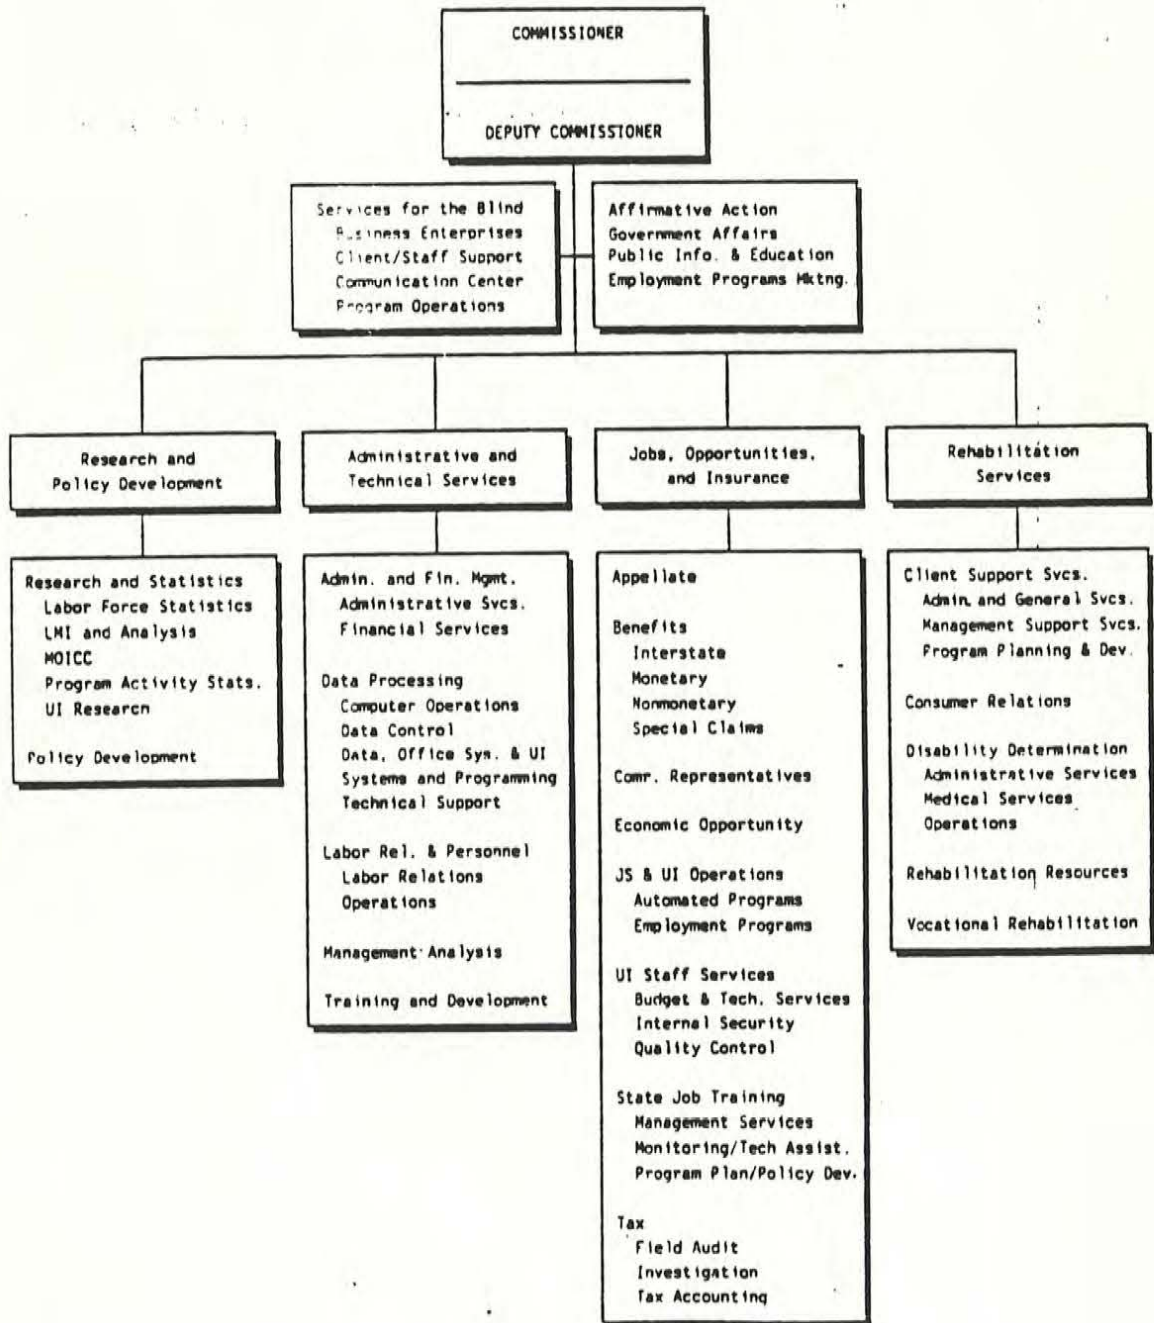 COMMISSIONER
DEPUTY COMMISSIONER
Services for the Blind
Business Enterprises
Client/Staff Support
Communication Center
Program Operations
Affirmative Action
Government Affairs
Public Info. & Education
Employment Programs Mktng.
Research and
Policy Development
Administrative and
Technical Services
Jobs, Opportunities,
and Insurance
Rehabilitation
Services
Research and Statistics
Labor Force Statistics
LMI and Analysis
MOICC
Program Activity Stats.
UI Research
Policy Development
Admin. and Fin. Mgmt.
Administrative Svcs.
Financial Services
Data Processing
Computer Operations
Data Control
Data, Office Sys. & UI
Systems and Programming
Technical Support
Labor Rel. & Personnel
Labor Relations
Operations
Management Analysis
Training and Development
Appellate
Benefits
Interstate
Monetary
Nonmonetary
Special Claims
Comr. Representatives
Economic Opportunity
JS & UI Operations
Automated Programs
Employment Programs
UI Staff Services
Budget & Tech. Services
Internal Security
Quality Control
State Job Training
Management Services
Monitoring/Tech Assist.
Program Plan/Policy Dev.
Tax
Field Audit
Investigation
Tax Accounting
Client Support Svcs.
Admin. and General Svcs.
Management Support Svcs.
Program Planning & Dev.
Consumer Relations
Disability Determination
Administrative Services
Medical Services
Operations
Rehabilitation Resources
Vocational Rehabilitation